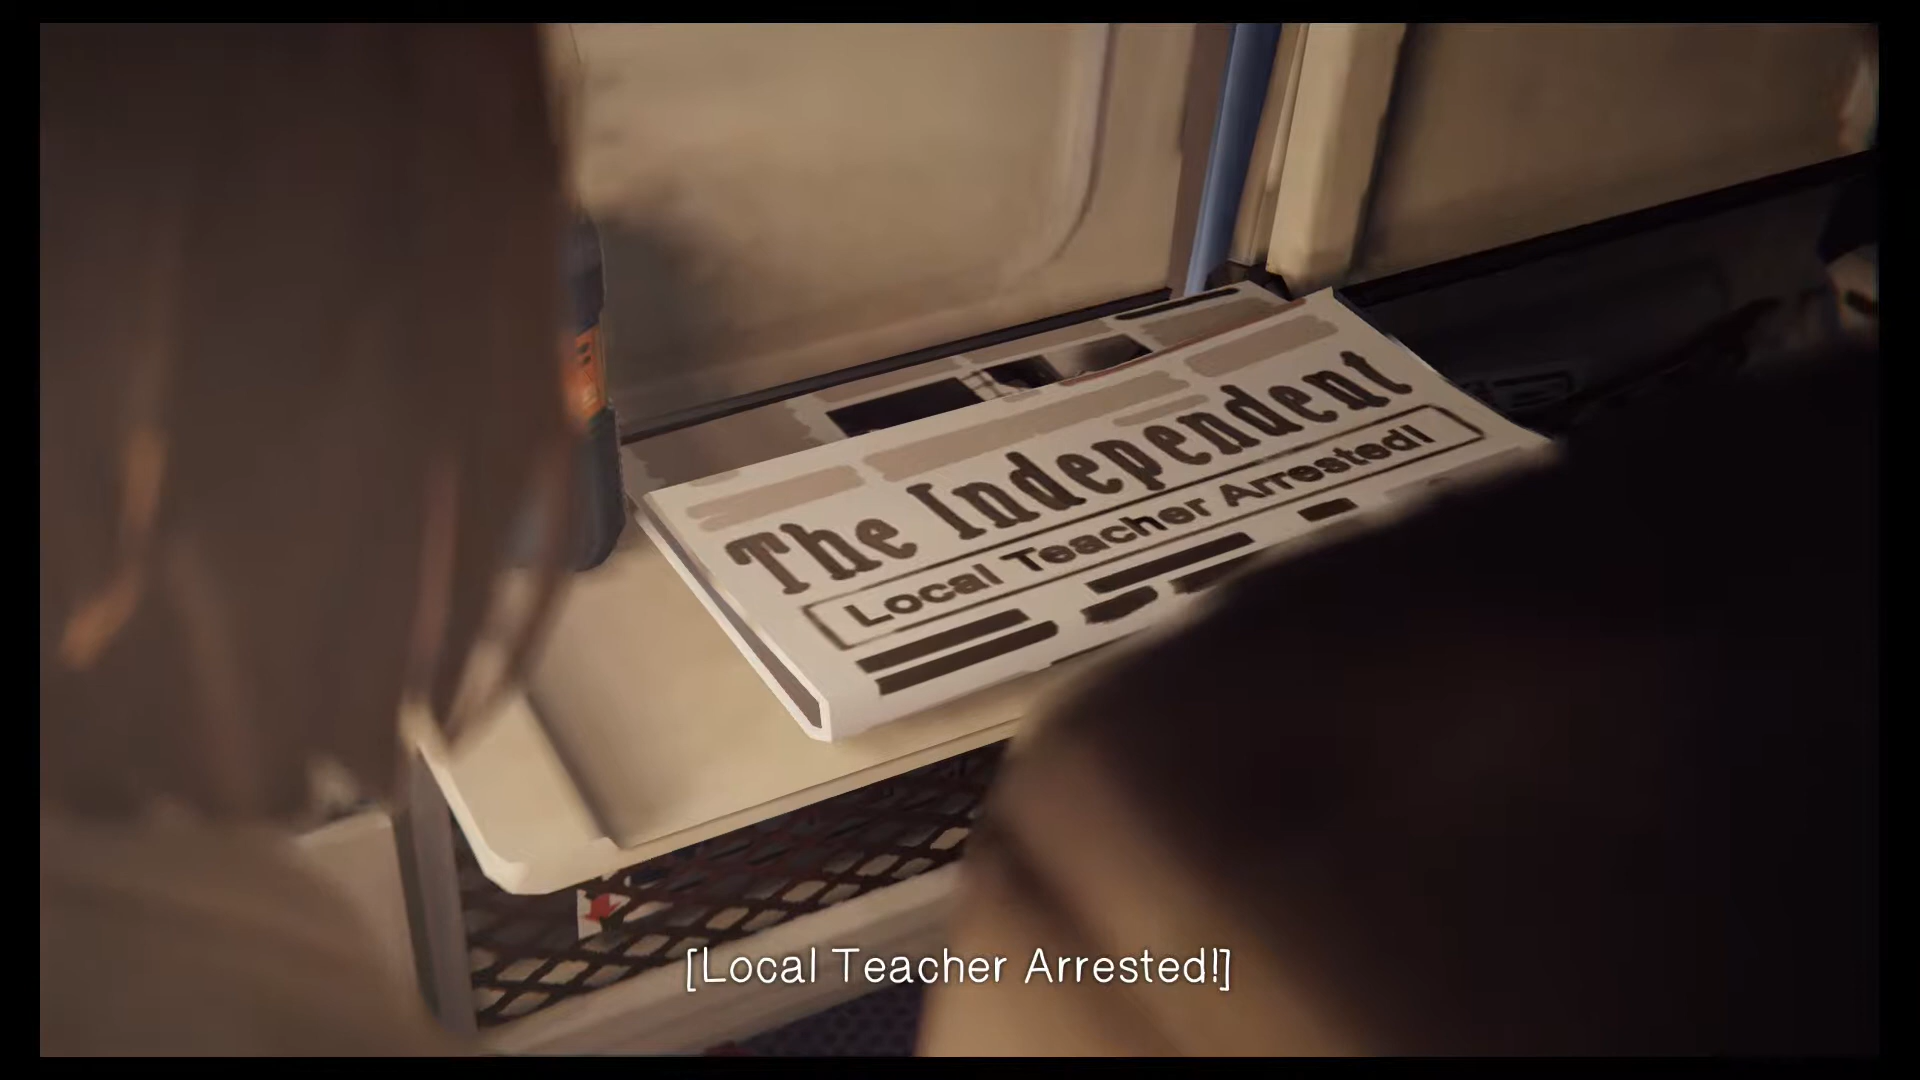 The Independent
Local Teacher Arrested!
[Local Teacher Arrested!]